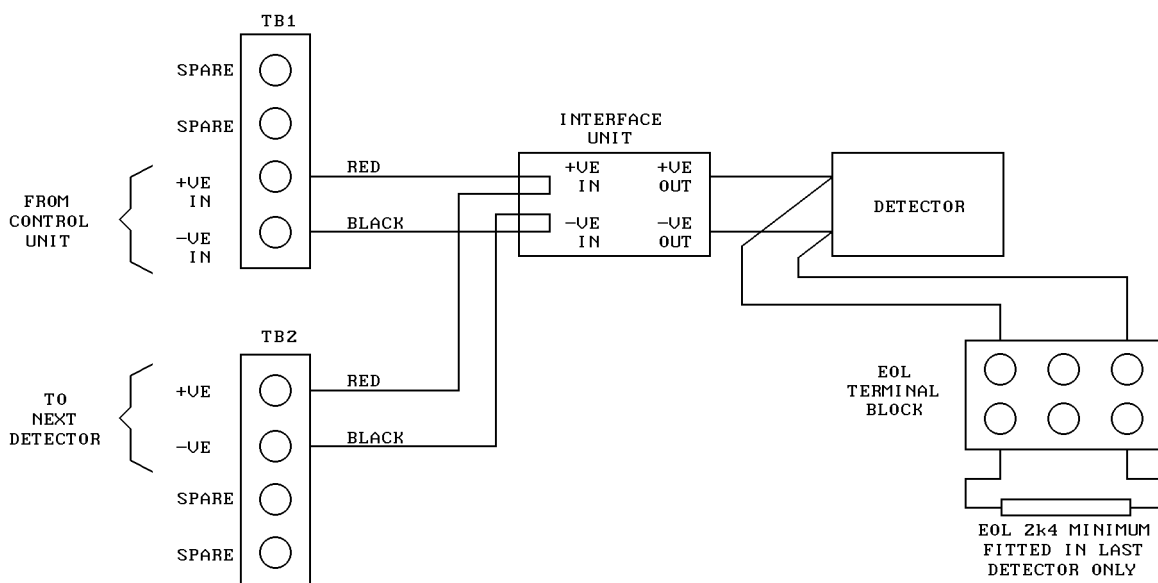 TB1
SPARE
SPARE
FROM
CONTROL
UNIT
+VE
IN
-VE
IN
RED
BLACK
INTERFACE
UNIT
+VE
IN
+VE
OUT
-VE
IN
-VE
OUT
DETECTOR
TB2
TO
NEXT
DETECTOR
+VE
-VE
SPARE
SPARE
RED
BLACK
EOL
TERMINAL
BLOCK
EOL 2k4 MINIMUM
FITTED IN LAST
DETECTOR ONLY